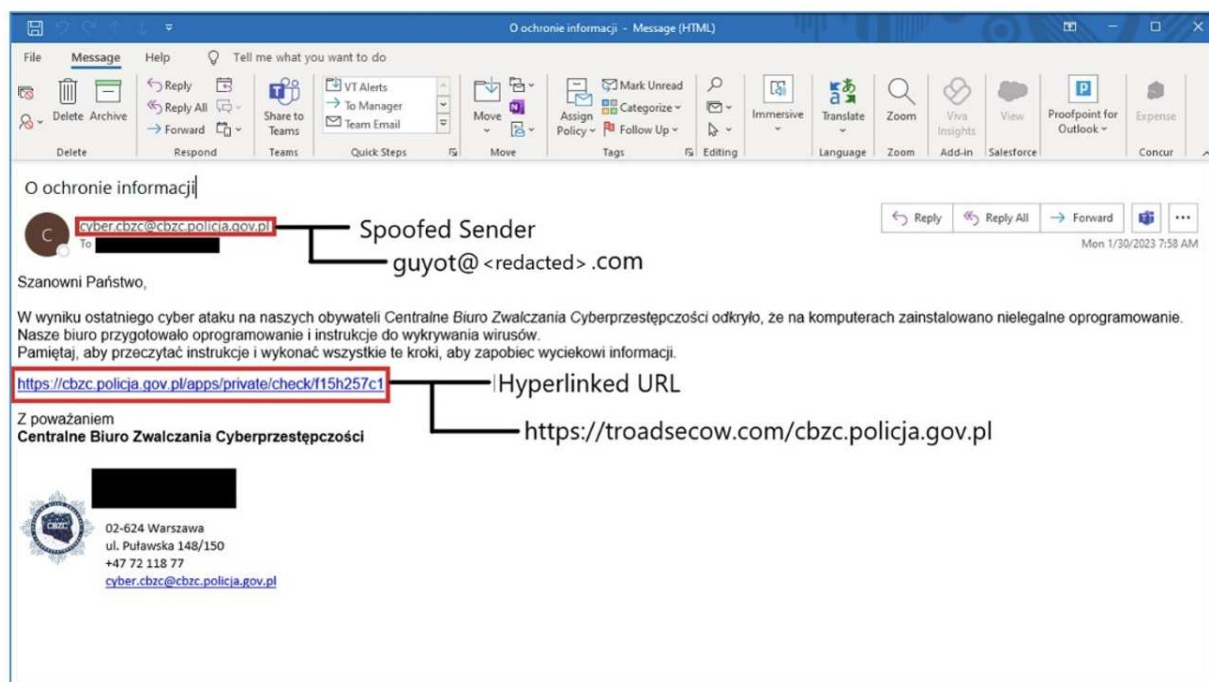 O ochronie informacji - Message (HTML)
File Message Help Tell me what you want to do
Delete Archive
Reply
Reply All
Forward
Share to Teams
VT Alerts
To Manager
Team Email
Move
Assign Policy
Mark Unread
Categorize
Follow Up
Immersive
Translate
Zoom
Viva Insights
View
Proofpoint for Outlook
Expense
Delete Respond Teams Quick Steps Move Tags Editing Language Zoom Add-in Salesforce Concur
O ochronie informacji
C
cyber.cbzc@cbzc.policja.gov.pl
To
Spoofed Sender
guyot@ <redacted> .com
Reply Reply All Forward
Mon 1/30/2023 7:58 AM
Szanowni Państwo,
W wyniku ostatniego cyber ataku na naszych obywateli Centralne Biuro Zwalczania Cyberprzestępczości odkryło, że na komputerach zainstalowano nielegalne oprogramowanie.
Nasze biuro przygotowało oprogramowanie i instrukcje do wykrywania wirusów.
Pamiętaj, aby przeczytać instrukcje i wykonać wszystkie te kroki, aby zapobiec wyciekowi informacji.
https://cbzc.policja.gov.pl/apps/private/check/f15h257c1
Hyperlinked URL
https://troadsecow.com/cbzc.policja.gov.pl
Z poważaniem
Centralne Biuro Zwalczania Cyberprzestępczości
CBZC
02-624 Warszawa
ul. Puławska 148/150
+47 72 118 77
cyber.cbzc@cbzc.policja.gov.pl